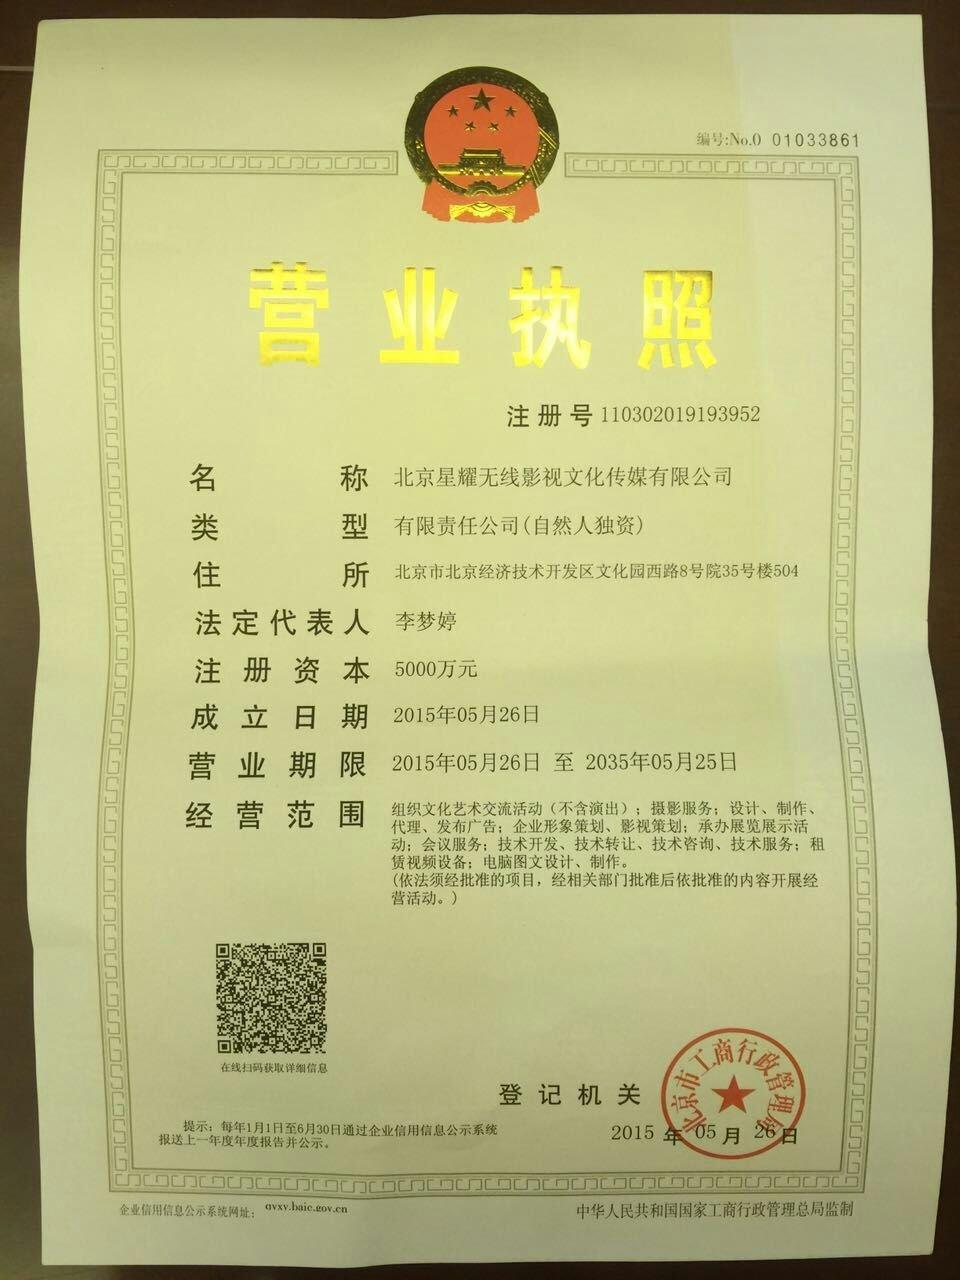 编号:No.0 01033861
营业执照
注册号 110302019193952
名称 北京星耀无线影视文化传媒有限公司
类型 有限责任公司(自然人独资)
住所 北京市北京经济技术开发区文化园西路8号院35号楼504
法定代表人 李梦婷
注册资本 5000万元
成立日期 2015年05月26日
营业期限 2015年05月26日 至 2035年05月25日
经营范围 组织文化艺术交流活动（不含演出）；摄影服务；设计、制作、
代理、发布广告；企业形象策划、影视策划；承办展览展示活
动；会议服务；技术开发、技术转让、技术咨询、技术服务；租
赁视频设备；电脑图文设计、制作。
(依法须经批准的项目，经相关部门批准后依批准的内容开展经
营活动。)
在线扫码获取详细信息
登记机关
北京市工商行政管理局
2015 年 05 月 26 日
提示：每年1月1日至6月30日通过企业信用信息公示系统
报送上一年度年度报告并公示。
企业信用信息公示系统网址： qyxy.baic.gov.cn
中华人民共和国国家工商行政管理总局监制